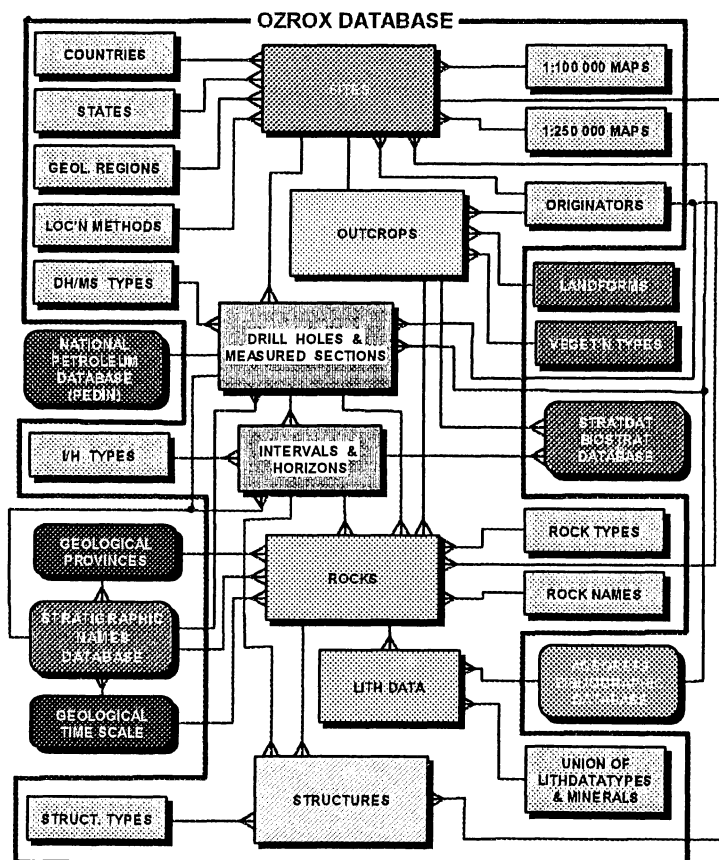 OZROX DATABASE
COUNTRIES
SITES
1:100 000 MAPS
STATES
1:250 000 MAPS
GEOL. REGIONS
ORIGINATORS
LOC'N METHODS
OUTCROPS
DH/MS TYPES
LANDFORMS
DRILL HOLES &
MEASURED SECTIONS
NATIONAL
PETROLEUM
DATABASE
(PEDIN)
VEGET'N TYPES
I/H TYPES
INTERVALS &
HORIZONS
STRATDAT
BIOSTRAT
DATABASE
GEOLOGICAL
PROVINCES
ROCKS
ROCK TYPES
ROCK NAMES
STRATIGRAPHIC
NAMES
DATABASE
LITH DATA
GEOLOGICAL
TIME SCALE
UNION OF
LITHDATATYPES
& MINERALS
STRUCTURES
STRUCT. TYPES